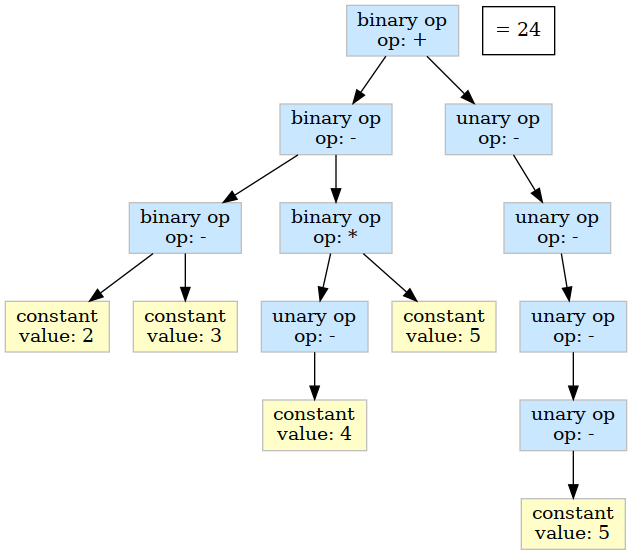 binary op
op: +
= 24
binary op
op: -
unary op
op: -
binary op
op: -
binary op
op: *
unary op
op: -
constant
value: 2
constant
value: 3
unary op
op: -
constant
value: 5
unary op
op: -
constant
value: 4
unary op
op: -
constant
value: 5